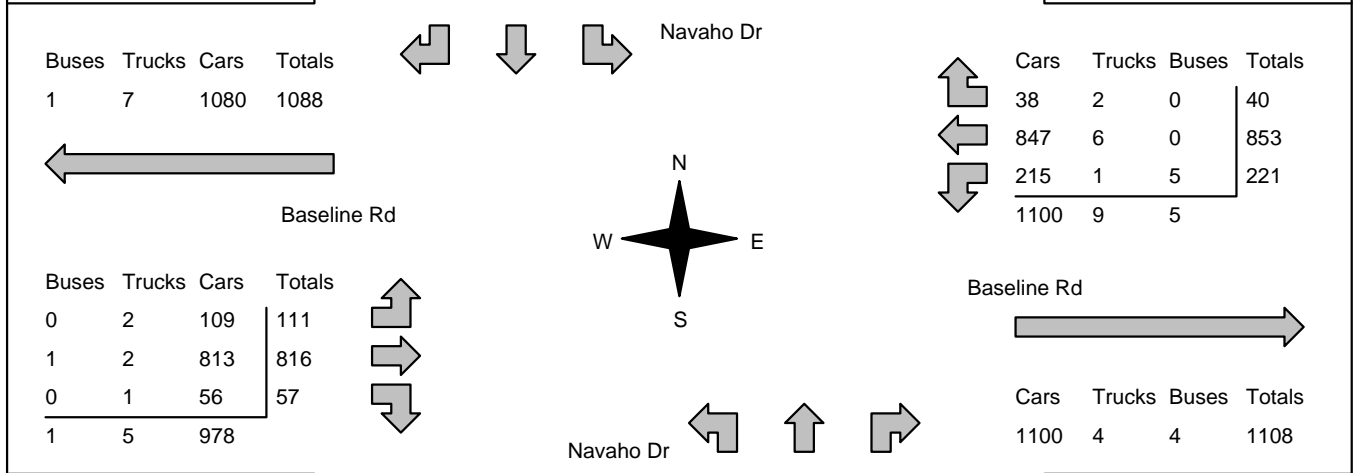 Navaho Dr
Buses Trucks Cars Totals
1 7 1080 1088
Cars Trucks Buses Totals
38 2 0 40
847 6 0 853
215 1 5 221
1100 9 5
N
W E
S
Baseline Rd
Baseline Rd
Buses Trucks Cars Totals
0 2 109 111
1 2 813 816
0 1 56 57
1 5 978
Cars Trucks Buses Totals
1100 4 4 1108
Navaho Dr